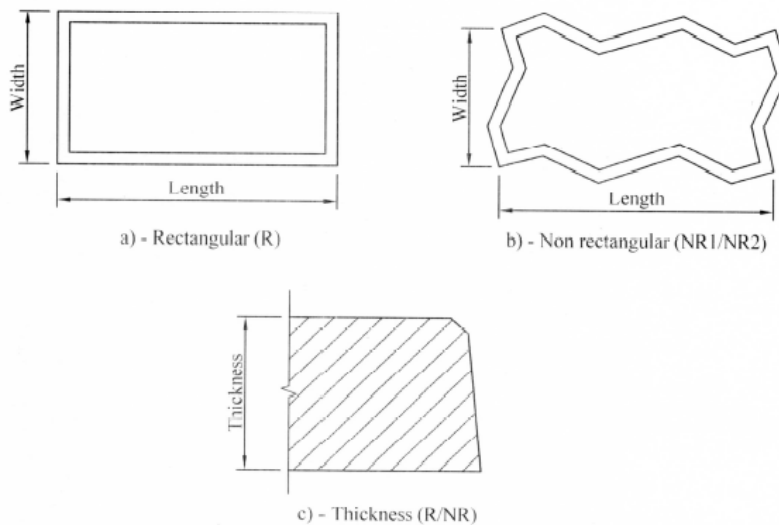 Width
Length
a) - Rectangular (R)
Width
Length
b) - Non rectangular (NR1/NR2)
Thickness
c) - Thickness (R/NR)